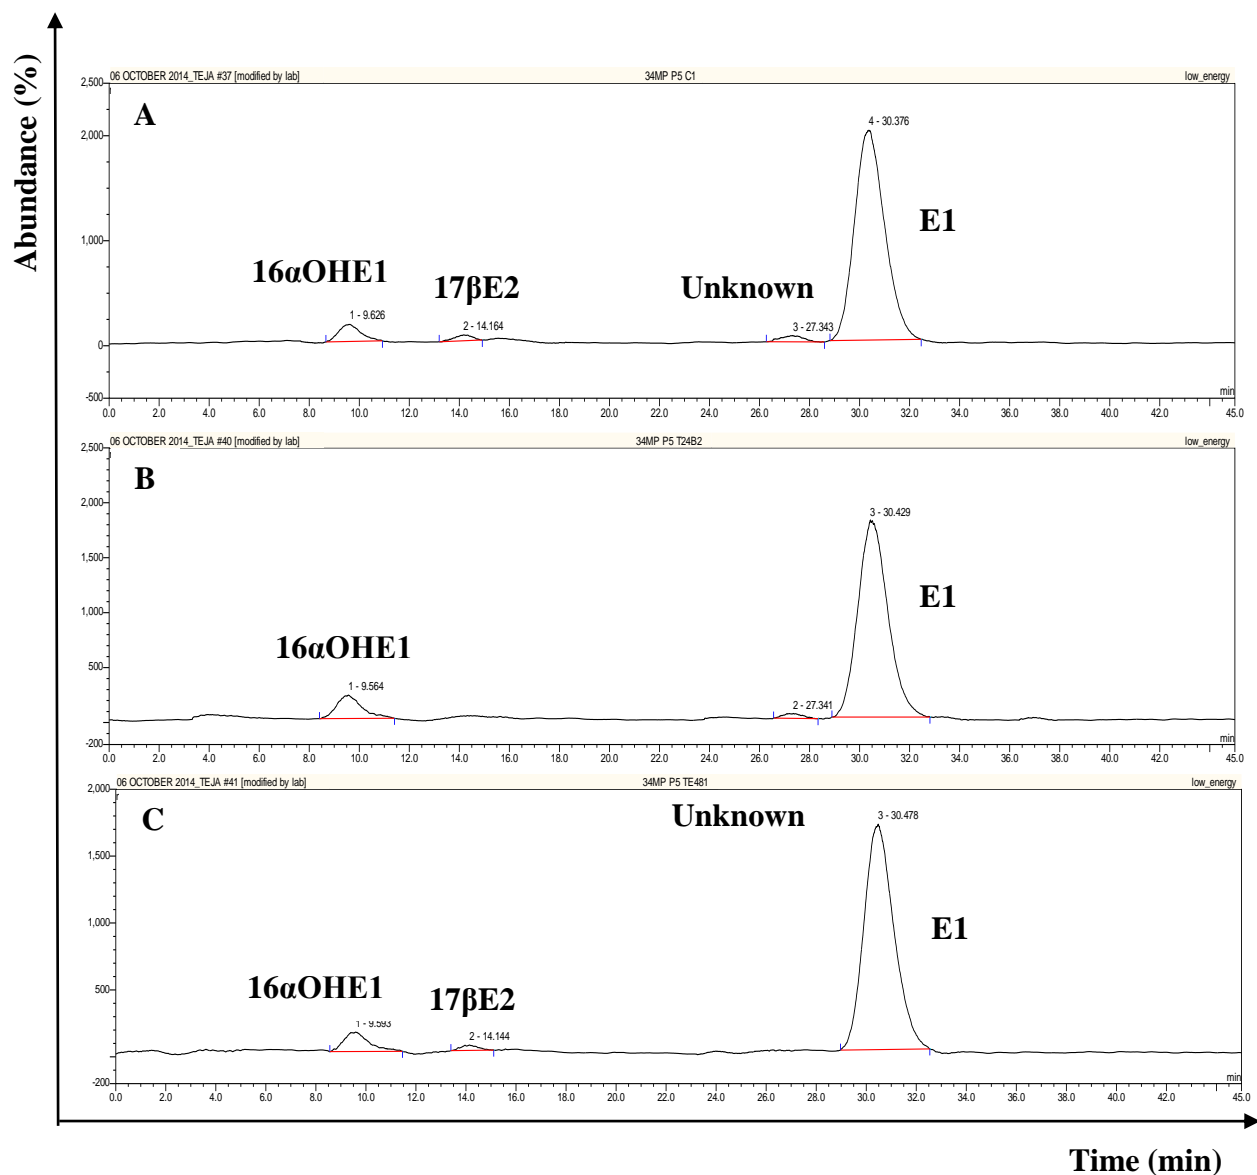 Abundance (%)
06 OCTOBER 2014_TEJA #37 [modified by lab] 34MP P5 C1 low_energy
2,500
A
4 - 30.376
2,000
E1
16αOHE1
17βE2
Unknown
1,000
1 - 9.626
2 - 14.164
3 - 27.343
0
min
-500
0.0 2.0 4.0 6.0 8.0 10.0 12.0 14.0 16.0 18.0 20.0 22.0 24.0 26.0 28.0 30.0 32.0 34.0 36.0 38.0 40.0 42.0 45.0
06 OCTOBER 2014_TEJA #40 [modified by lab] 34MP P5 T24B2 low_energy
2,500
B
2,000
3 - 30.429
1,500
E1
1,000
16αOHE1
500
1 - 9.564
2 - 27.341
min
-200
0.0 2.0 4.0 6.0 8.0 10.0 12.0 14.0 16.0 18.0 20.0 22.0 24.0 26.0 28.0 30.0 32.0 34.0 36.0 38.0 40.0 42.0 45.0
06 OCTOBER 2014_TEJA #41 [modified by lab] 34MP P5 TE481 low_energy
2,000
C
Unknown
3 - 30.478
1,500
E1
1,000
16αOHE1
17βE2
500
1 - 9.593
2 - 14.144
min
-200
0.0 2.0 4.0 6.0 8.0 10.0 12.0 14.0 16.0 18.0 20.0 22.0 24.0 26.0 28.0 30.0 32.0 34.0 36.0 38.0 40.0 42.0 45.0
Time (min)